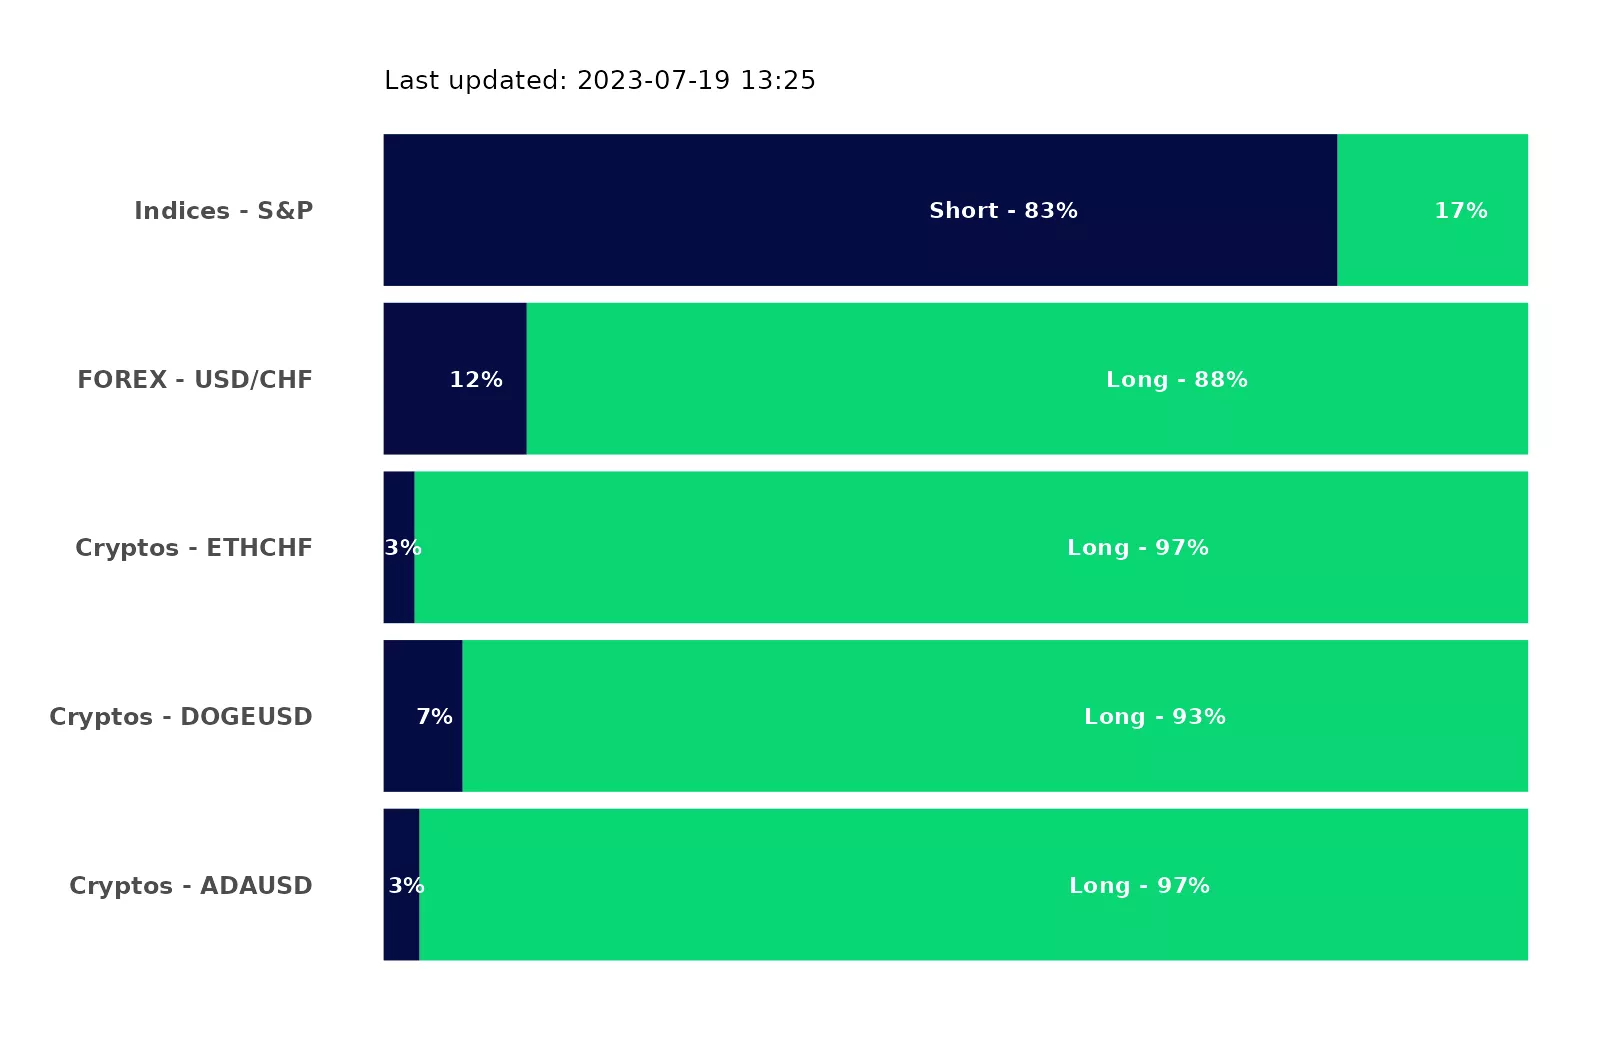 Last updated: 2023-07-19 13:25
Indices - S&P Short - 83% 17%
FOREX - USD/CHF 12% Long - 88%
Cryptos - ETHCHF 3% Long - 97%
Cryptos - DOGEUSD 7% Long - 93%
Cryptos - ADAUSD 3% Long - 97%